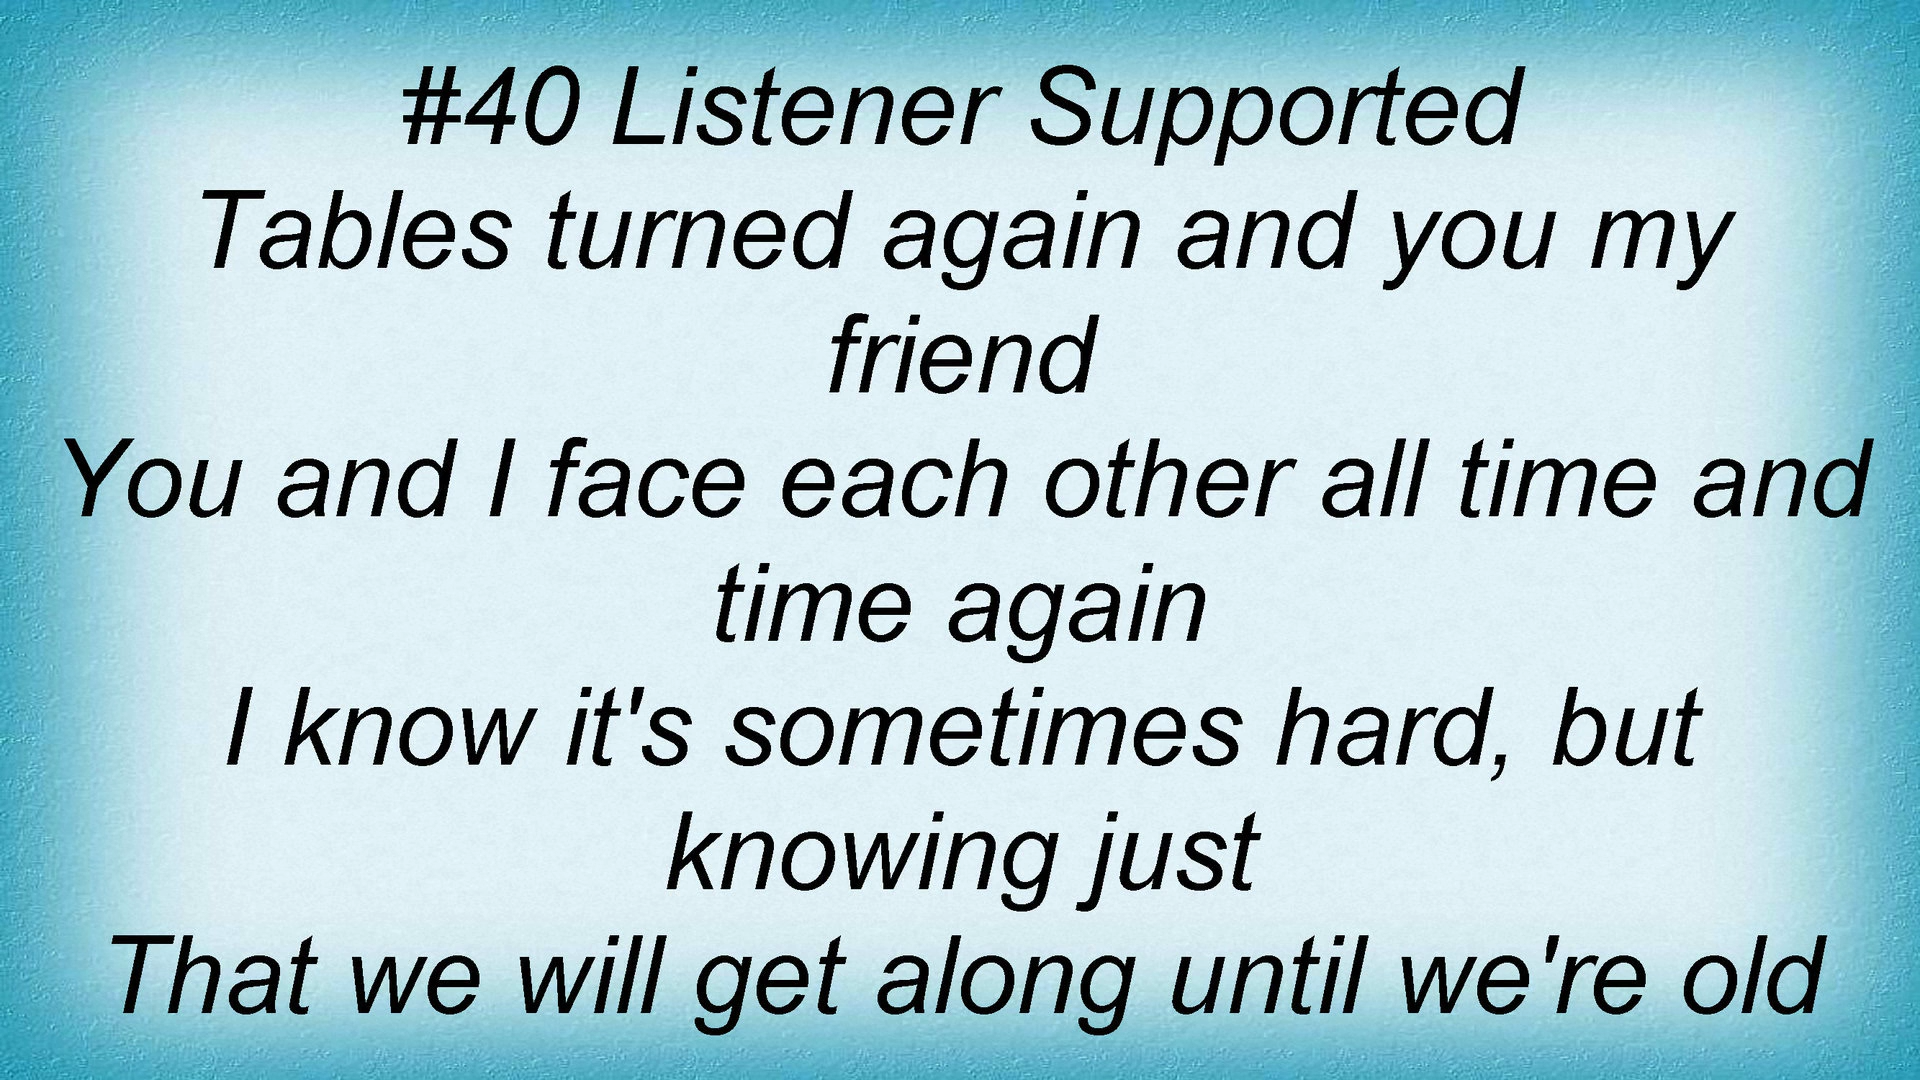 #40 Listener Supported
Tables turned again and you my
friend
You and I face each other all time and
time again
I know it's sometimes hard, but
knowing just
That we will get along until we're old